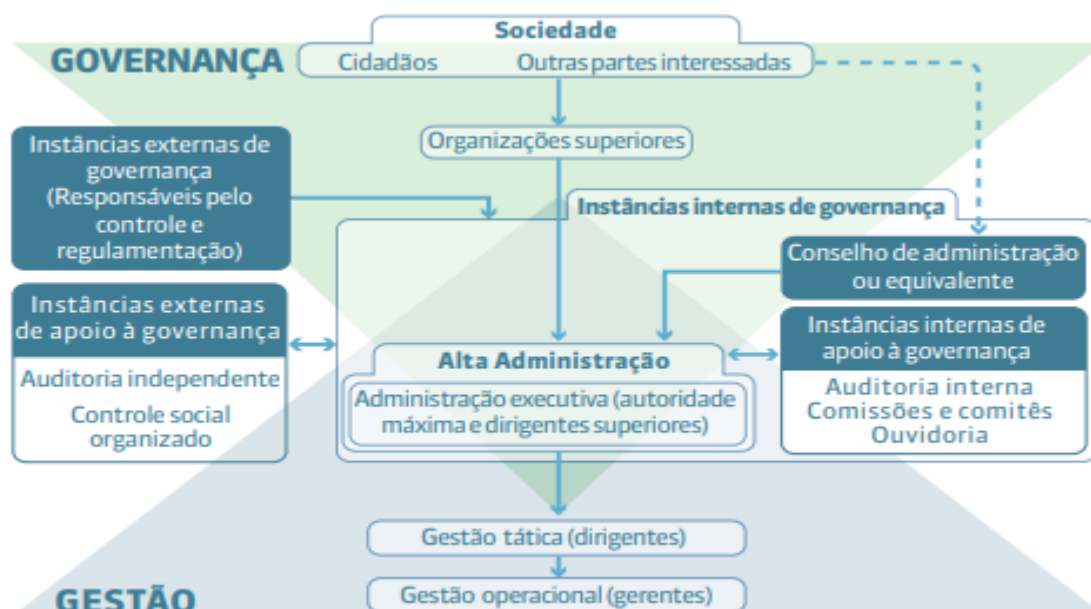 Sociedade
GOVERNANÇA
Cidadãos Outras partes interessadas
Organizações superiores
Instâncias externas de
governança
(Responsáveis pelo
controle e
regulamentação)
Instâncias internas de governança
Conselho de administração
ou equivalente
Instâncias externas
de apoio à governança
Auditoria independente
Controle social
organizado
Alta Administração
Administração executiva (autoridade
máxima e dirigentes superiores)
Instâncias internas de
apoio à governança
Auditoria interna
Comissões e comitês
Ouvidoria
Gestão tática (dirigentes)
Gestão operacional (gerentes)
GESTÃO